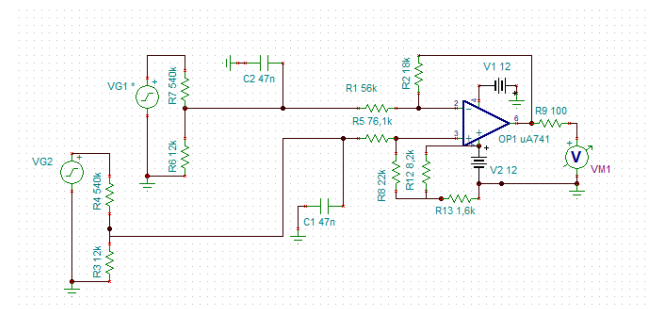 V1 12
C2 47n
R2 18k
VG1 *
+
R7 540k
R1 56k
R9 100
2
4
6
R5 76,1k
3
OP1 uA741
R6 12k
VG2
+
R4 540k
R8 22k
R12 8,2k
+
V2 12
+
V
VM1
C1 47n
R13 1,6k
R3 12k